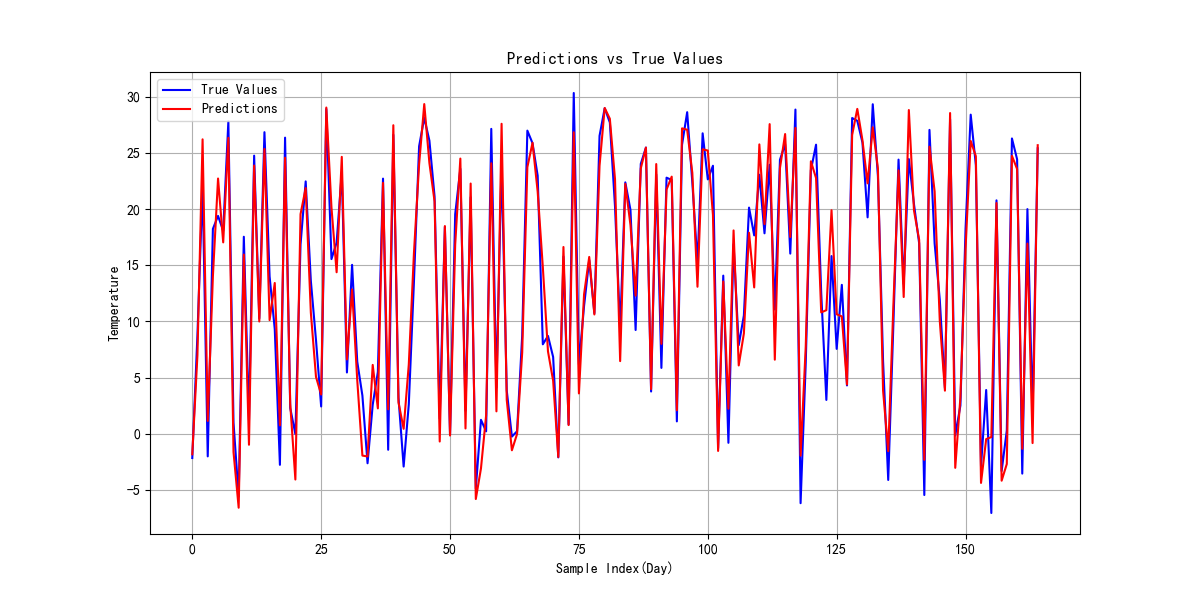 Predictions vs True Values
True Values
Predictions
30
25
20
15
10
5
0
−5
Temperature
0 25 50 75 100 125 150
Sample Index(Day)